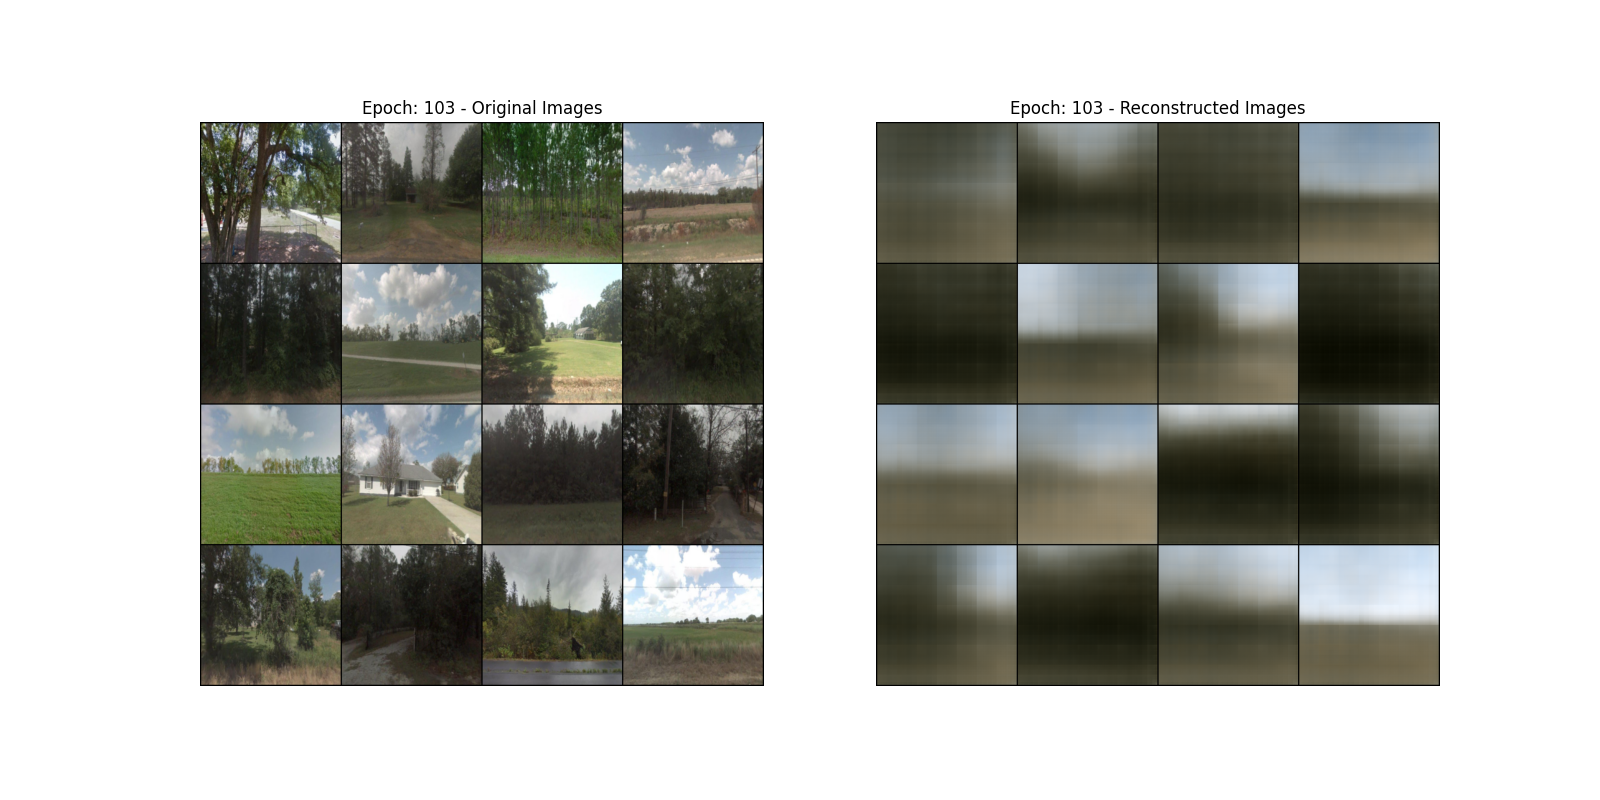 Epoch: 103 - Original Images
Epoch: 103 - Reconstructed Images